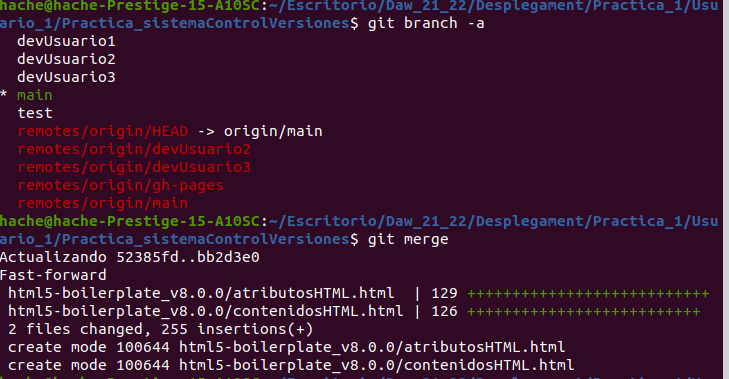 hache@hache-Prestige-15-A10SC:~/Escritorio/Daw_21_22/Desplegament/Practica_1/Usu
ario_1/Practica_sistemaControlVersiones$ git branch -a
  devUsuario1
  devUsuario2
  devUsuario3
* main
  test
  remotes/origin/HEAD -> origin/main
  remotes/origin/devUsuario2
  remotes/origin/devUsuario3
  remotes/origin/gh-pages
  remotes/origin/main
hache@hache-Prestige-15-A10SC:~/Escritorio/Daw_21_22/Desplegament/Practica_1/Usu
ario_1/Practica_sistemaControlVersiones$ git merge
Actualizando 52385fd..bb2d3e0
Fast-forward
 html5-boilerplate_v8.0.0/atributosHTML.html  | 129 +++++++++++++++++++++++++++
 html5-boilerplate_v8.0.0/contenidosHTML.html | 126 ++++++++++++++++++++++++++
 2 files changed, 255 insertions(+)
 create mode 100644 html5-boilerplate_v8.0.0/atributosHTML.html
 create mode 100644 html5-boilerplate_v8.0.0/contenidosHTML.html